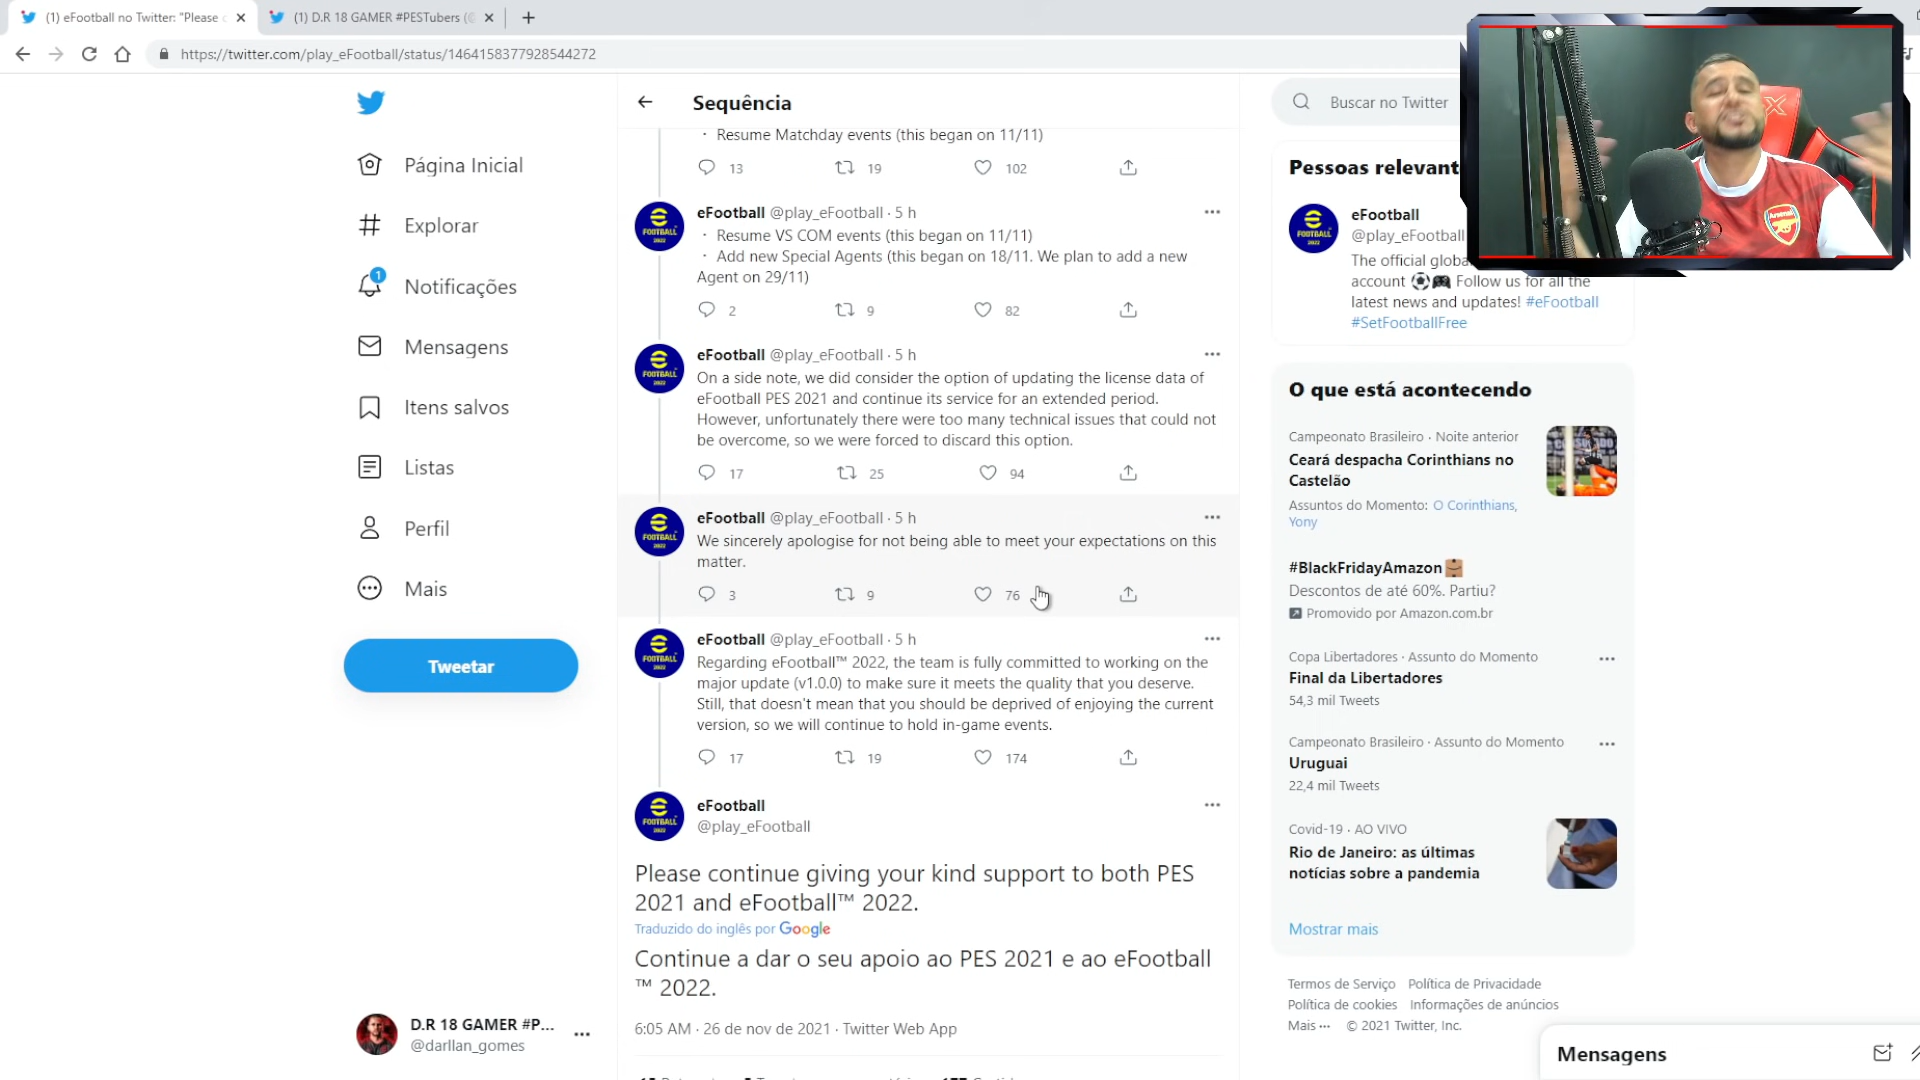 (1) eFootball no Twitter: "Please
(1) D.R 18 GAMER #PESTubers (
https://twitter.com/play_eFootball/status/1464158377928544272
Página Inicial
Explorar
1
Notificações
Mensagens
Itens salvos
Listas
Perfil
Mais
Tweetar
D.R 18 GAMER #P...
@darllan_gomes
Sequência
· Resume Matchday events (this began on 11/11)
13 19 102
eFootball @play_eFootball · 5 h
· Resume VS COM events (this began on 11/11)
· Add new Special Agents (this began on 18/11. We plan to add a new
Agent on 29/11)
2 9 82
eFootball @play_eFootball · 5 h
On a side note, we did consider the option of updating the license data of
eFootball PES 2021 and continue its service for an extended period.
However, unfortunately there were too many technical issues that could not
be overcome, so we were forced to discard this option.
17 25 94
eFootball @play_eFootball · 5 h
We sincerely apologise for not being able to meet your expectations on this
matter.
3 9 76
eFootball @play_eFootball · 5 h
Regarding eFootball™ 2022, the team is fully committed to working on the
major update (v1.0.0) to make sure it meets the quality that you deserve.
Still, that doesn't mean that you should be deprived of enjoying the current
version, so we will continue to hold in-game events.
17 19 174
eFootball
@play_eFootball
Please continue giving your kind support to both PES
2021 and eFootball™ 2022.
Traduzido do inglês por Google
Continue a dar o seu apoio ao PES 2021 e ao eFootball
™ 2022.
6:05 AM · 26 de nov de 2021 · Twitter Web App
Buscar no Twitter
Pessoas relevant
eFootball
@play_eFootball
The official globa
account Follow us for all the
latest news and updates! #eFootball
#SetFootballFree
O que está acontecendo
Campeonato Brasileiro · Noite anterior
Ceará despacha Corinthians no
Castelão
Assuntos do Momento: O Corinthians,
Yony
#BlackFridayAmazon
Descontos de até 60%. Partiu?
Promovido por Amazon.com.br
Copa Libertadores · Assunto do Momento
Final da Libertadores
54,3 mil Tweets
Campeonato Brasileiro · Assunto do Momento
Uruguai
22,4 mil Tweets
Covid-19 · AO VIVO
Rio de Janeiro: as últimas
notícias sobre a pandemia
Mostrar mais
Termos de Serviço Política de Privacidade
Política de cookies Informações de anúncios
Mais ··· © 2021 Twitter, Inc.
Mensagens